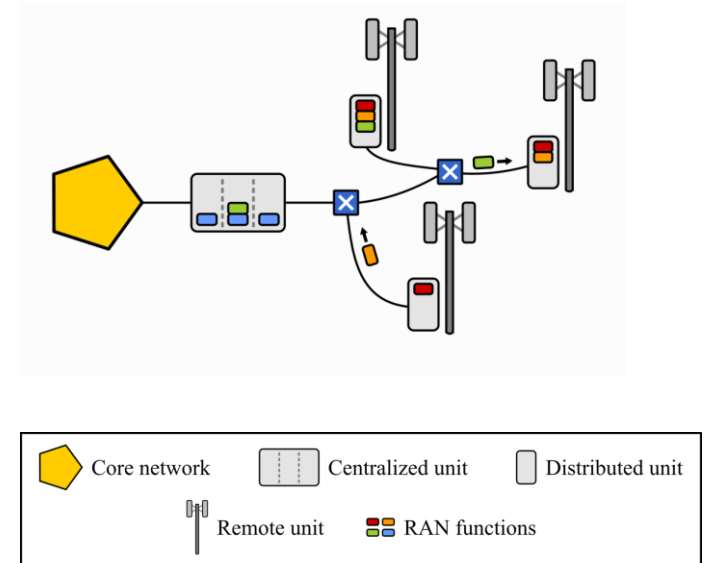 Core network
Centralized unit
Distributed unit
Remote unit
RAN functions